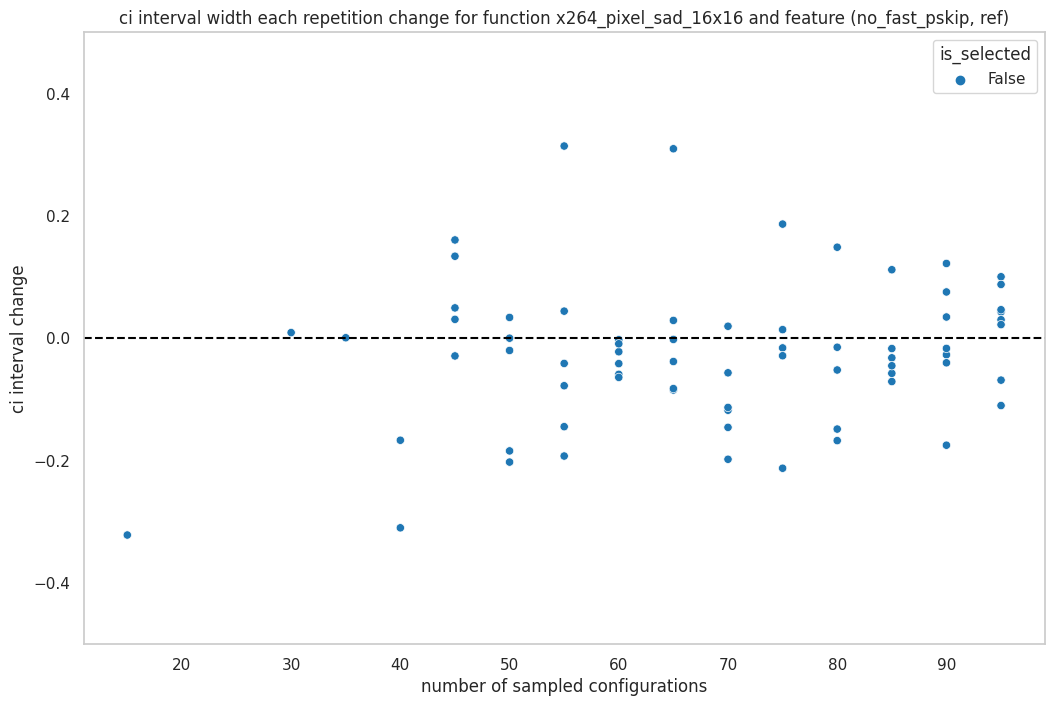 ci interval width each repetition change for function x264_pixel_sad_16x16 and feature (no_fast_pskip, ref)
is_selected
False
ci interval change
0.4
0.2
0.0
−0.2
−0.4
20 30 40 50 60 70 80 90
number of sampled configurations